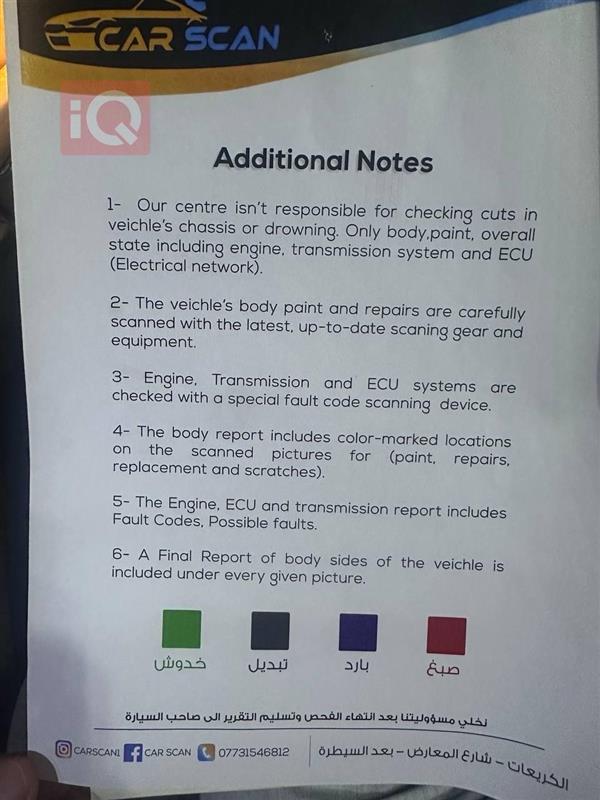 CAR SCAN
iQ
Additional Notes
1- Our centre isn't responsible for checking cuts in
veichle's chassis or drowning. Only body,paint, overall
state including engine, transmission system and ECU
(Electrical network).
2- The veichle's body paint and repairs are carefully
scanned with the latest, up-to-date scaning gear and
equipment.
3- Engine, Transmission and ECU systems are
checked with a special fault code scanning device.
4- The body report includes color-marked locations
on the scanned pictures for (paint, repairs,
replacement and scratches).
5- The Engine, ECU and transmission report includes
Fault Codes, Possible faults.
6- A Final Report of body sides of the veichle is
included under every given picture.
صبغ بارد تبديل خدوش
نخلي مسؤوليتنا بعد انتهاء الفحص وتسليم التقرير الى صاحب السيارة
CARSCAN1 CAR SCAN 07731546812 الكريعات - شارع المعارض - بعد السيطرة